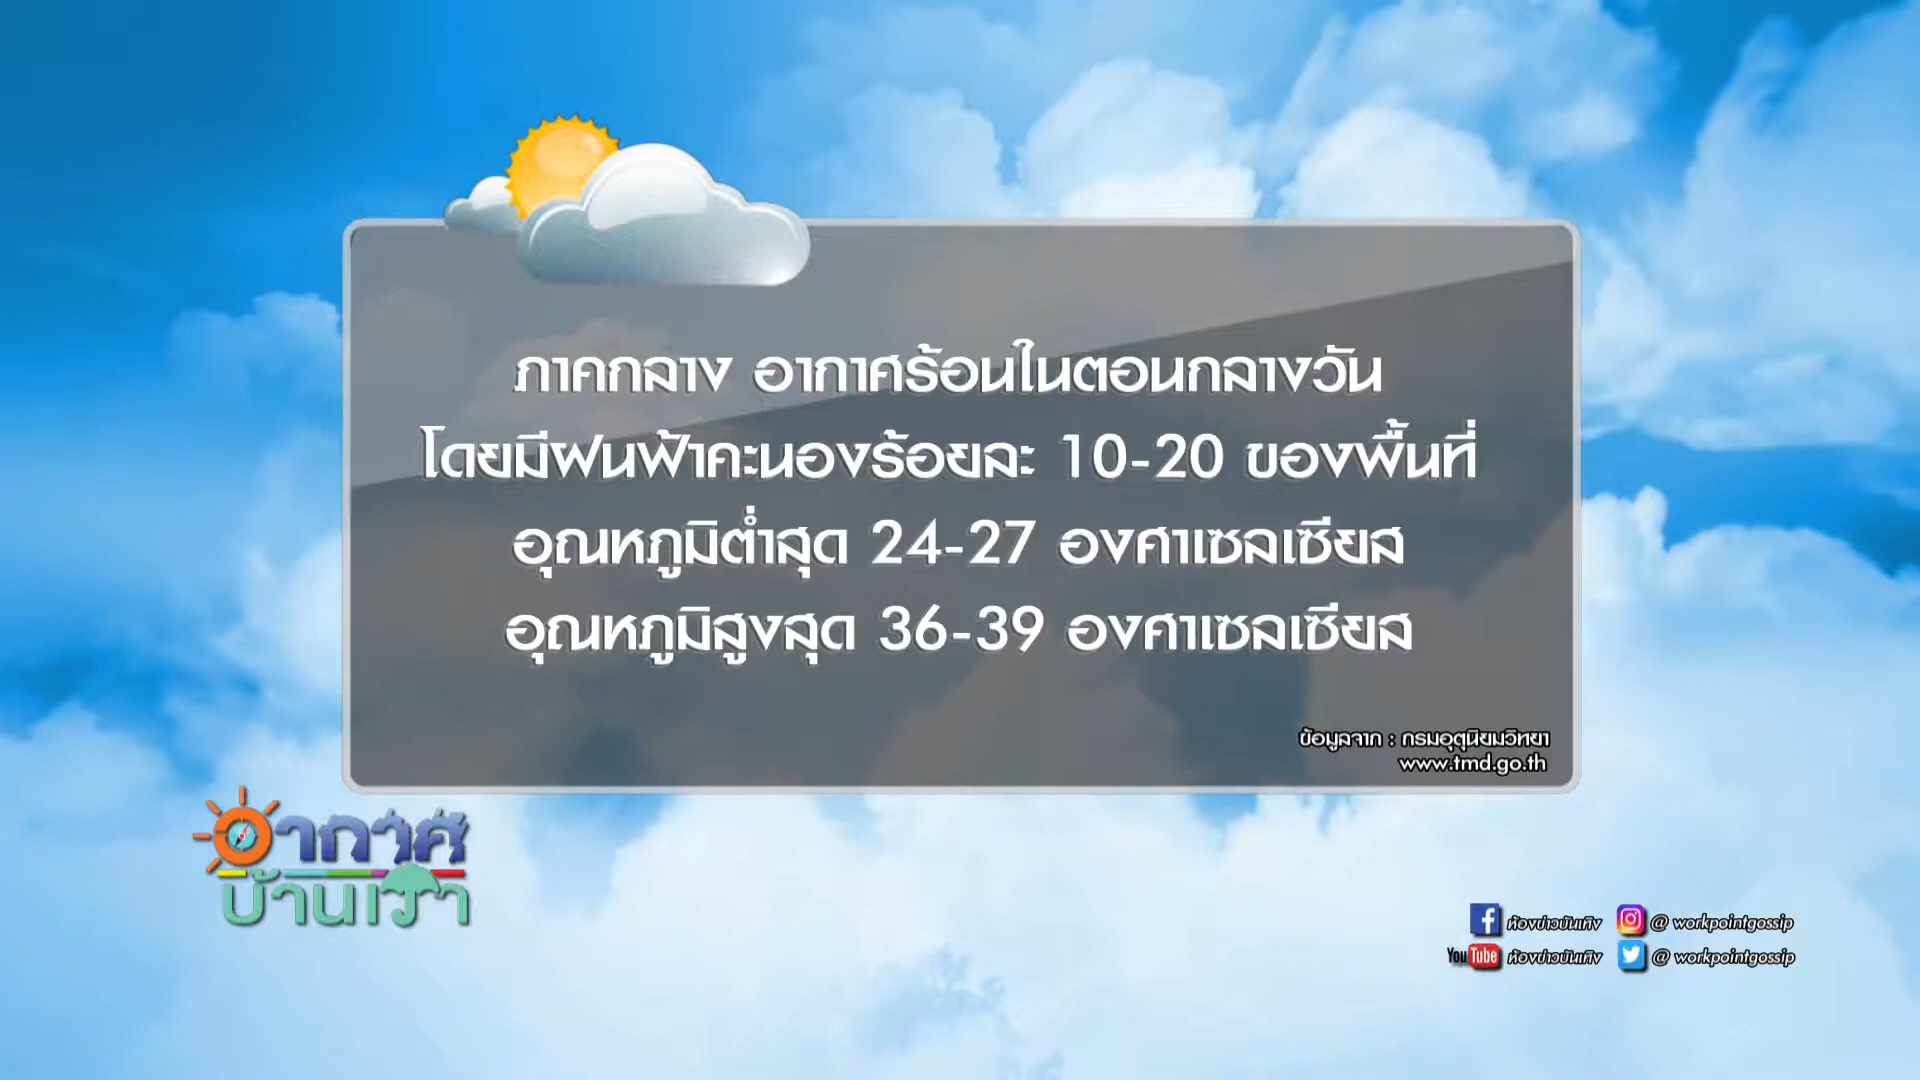 ภาคกลาง อากาศร้อนในตอนกลางวัน
โดยมีฝนฟ้าคะนองร้อยละ 10-20 ของพื้นที่
อุณหภูมิต่ำสุด 24-27 องศาเซลเซียส
อุณหภูมิสูงสุด 36-39 องศาเซลเซียส
ข้อมูลจาก : กรมอุตุนิยมวิทยา
www.tmd.go.th
อากาศ
บ้านเรา
f ห้องข่าวบันเทิง @ workpointgossip
YouTube ห้องข่าวบันเทิง @ workpointgossip